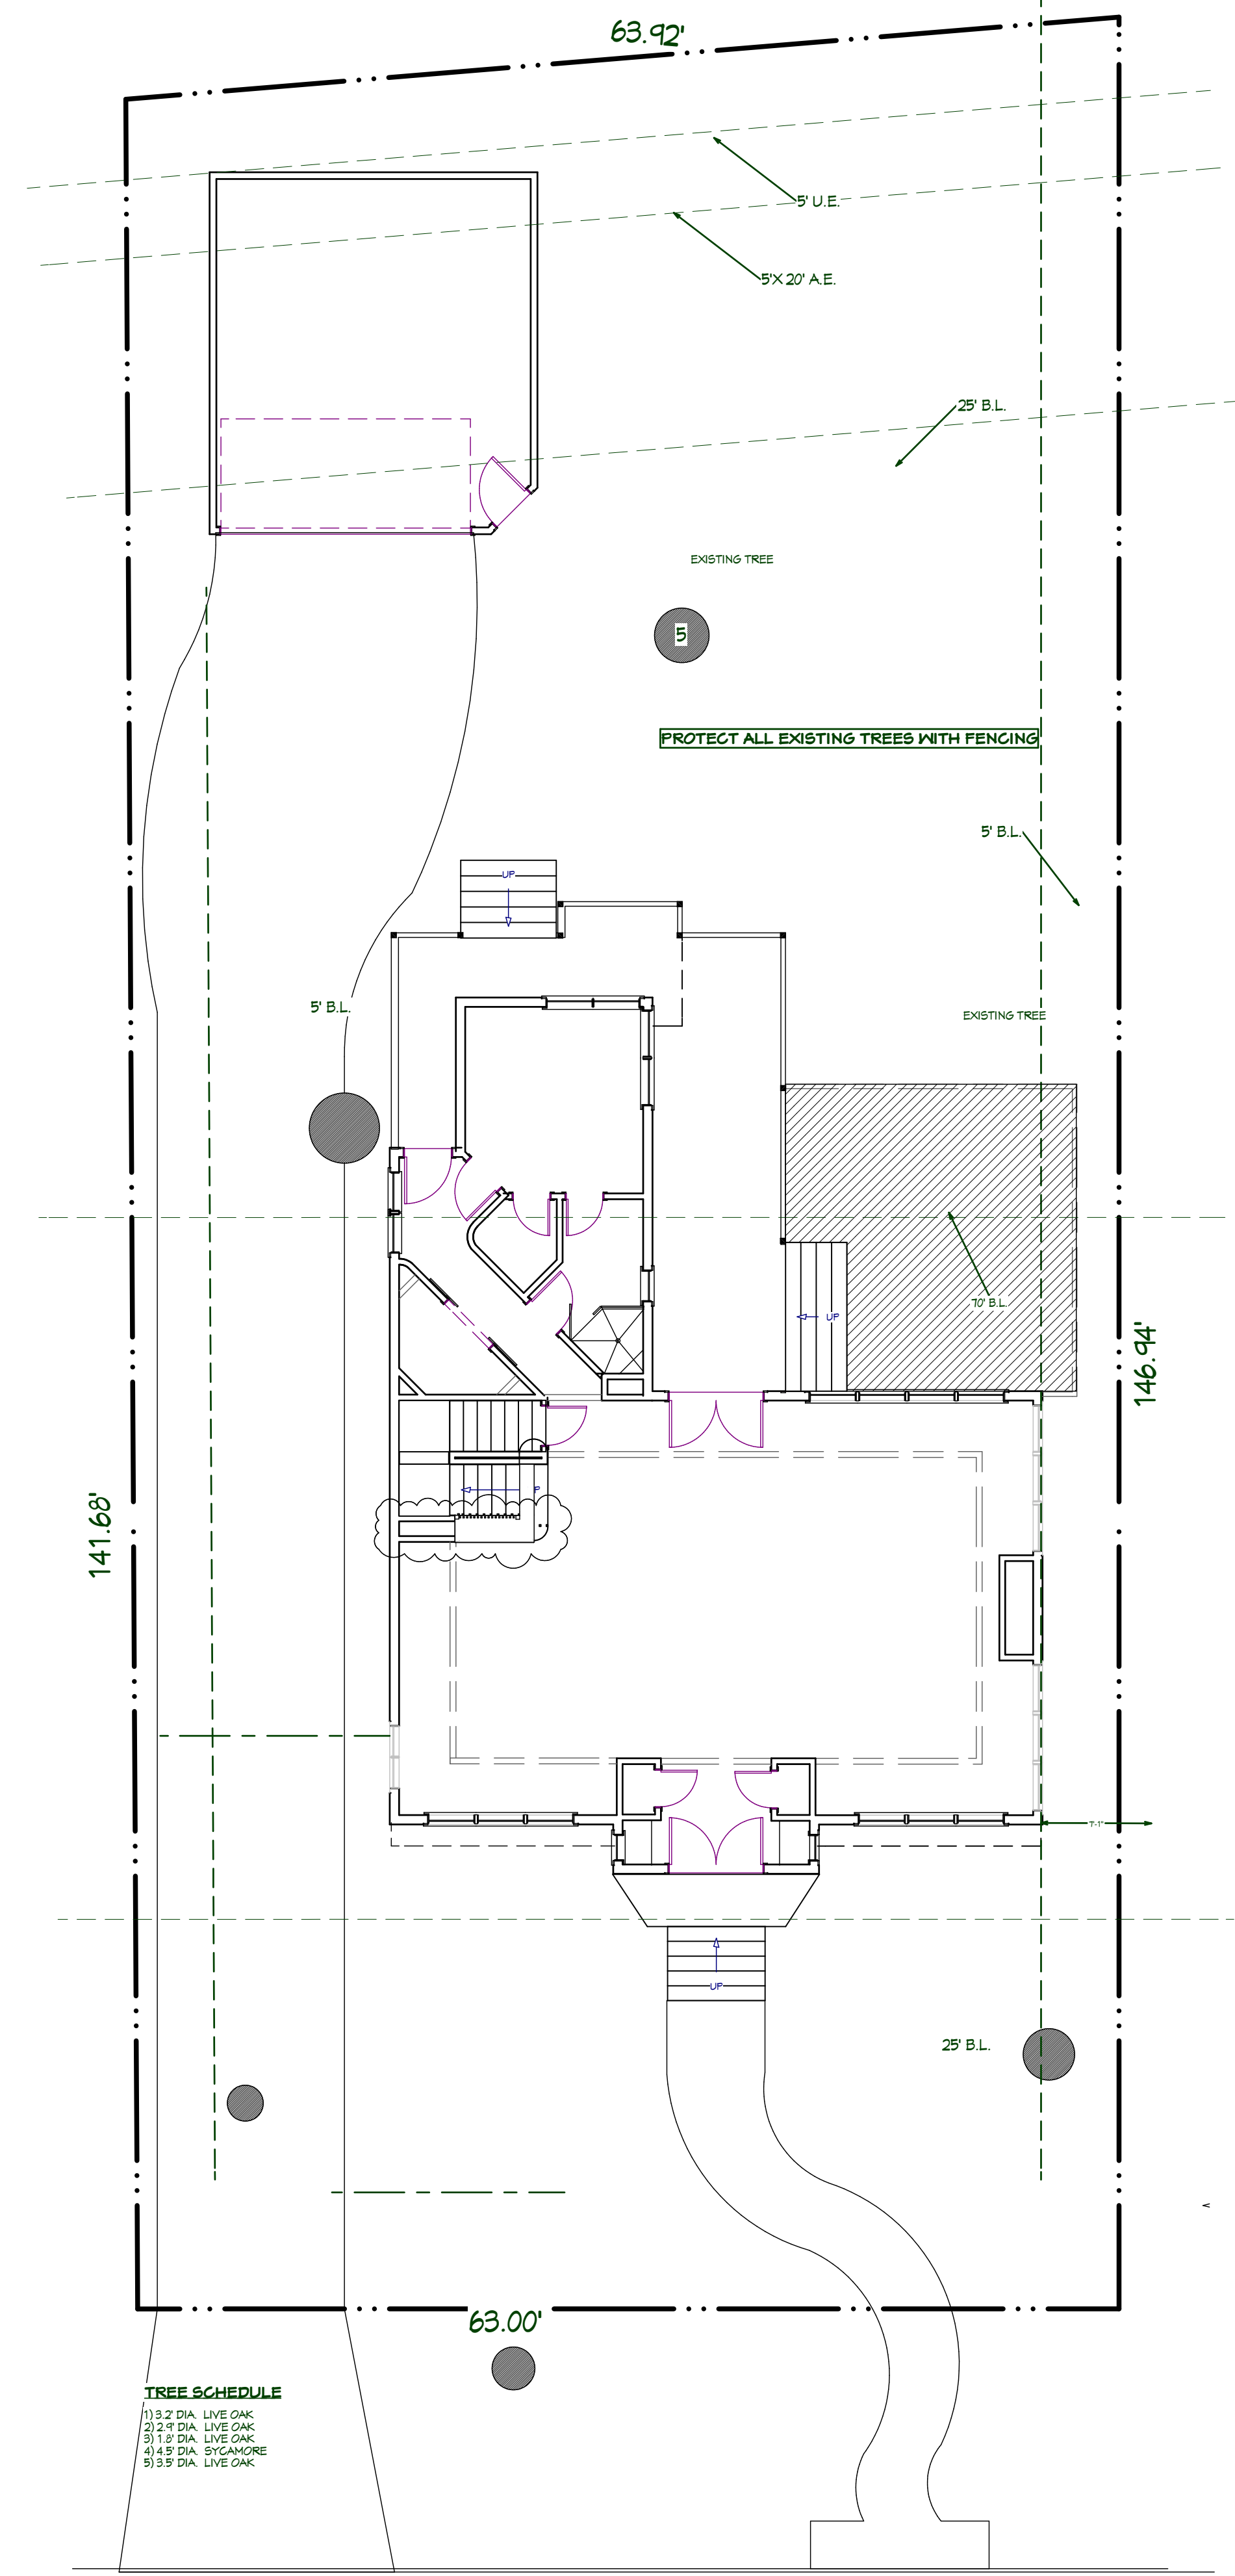 63.92'
5' U.E.
5'X 20' A.E.
25' B.L.
EXISTING TREE
5
PROTECT ALL EXISTING TREES WITH FENCING
5' B.L.
UP
5' B.L.
EXISTING TREE
70' B.L.
UP
146.94'
141.68'
P
7'-1"
UP
25' B.L.
<
63.00'
TREE SCHEDULE
1) 3.2' DIA. LIVE OAK
2) 2.9' DIA. LIVE OAK
3) 1.8' DIA. LIVE OAK
4) 4.5' DIA. SYCAMORE
5) 3.5' DIA. LIVE OAK